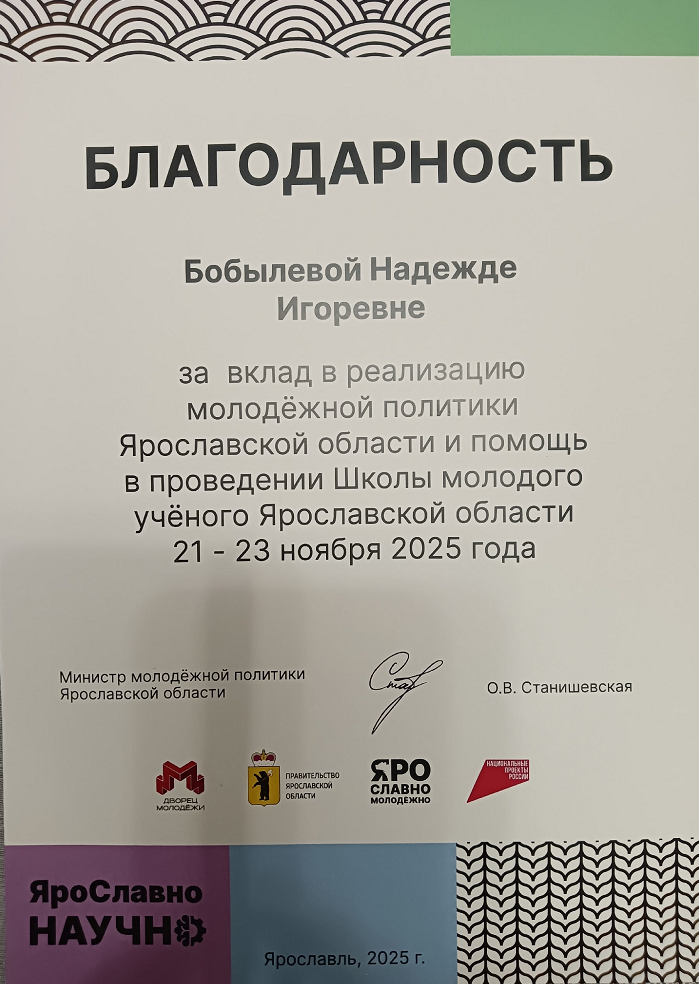 БЛАГОДАРНОСТЬ
Бобылевой Надежде
Игоревне
за вклад в реализацию
молодёжной политики
Ярославской области и помощь
в проведении Школы молодого
учёного Ярославской области
21 - 23 ноября 2025 года
Министр молодёжной политики
Ярославской области
О.В. Станишевская
ДВОРЕЦ
МОЛОДЁЖИ
ПРАВИТЕЛЬСТВО
ЯРОСЛАВСКОЙ
ОБЛАСТИ
ЯРО
СЛАВНО
МОЛОДЁЖНО
НАЦИОНАЛЬНЫЕ
ПРОЕКТЫ
РОССИИ
ЯроСлавно
НАУЧНО
Ярославль, 2025 г.